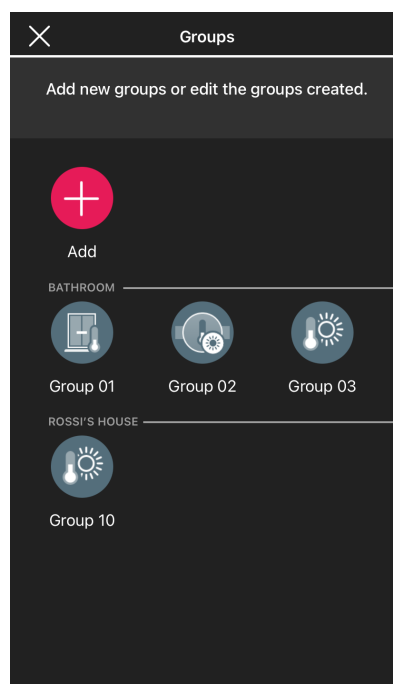 Groups
Add new groups or edit the groups created.
Add
BATHROOM
Group 01 Group 02 Group 03
ROSSI'S HOUSE
Group 10